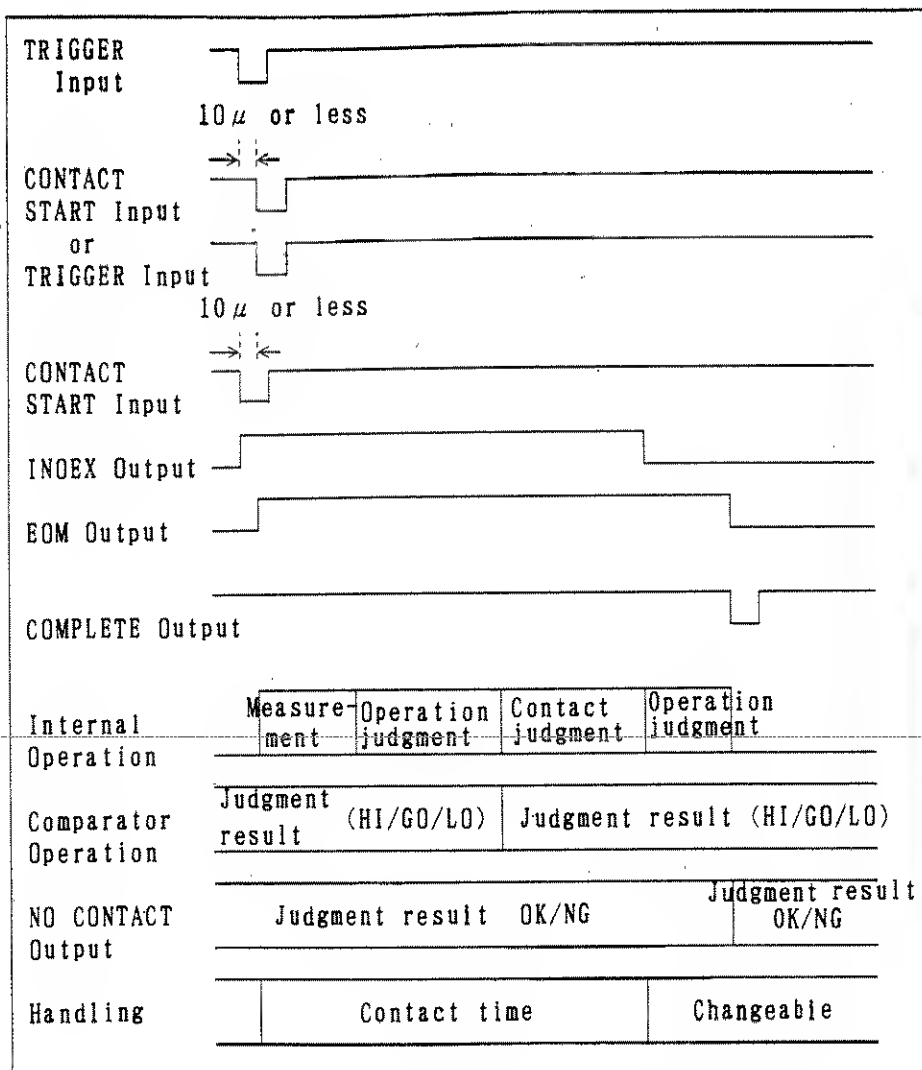 TRIGGER
Input
10μ or less
CONTACT
START Input
or
TRIGGER Input
10μ or less
CONTACT
START Input
INOEX Output
EOM Output
COMPLETE Output
Internal
Operation
Measure-
ment
Operation
judgment
Contact
judgment
Operation
judgment
Comparator
Operation
Judgment
result
(HI/GO/LO)
Judgment result (HI/GO/LO)
NO CONTACT
Output
Judgment result OK/NG
Judgment result
OK/NG
Handling
Contact time
Changeable